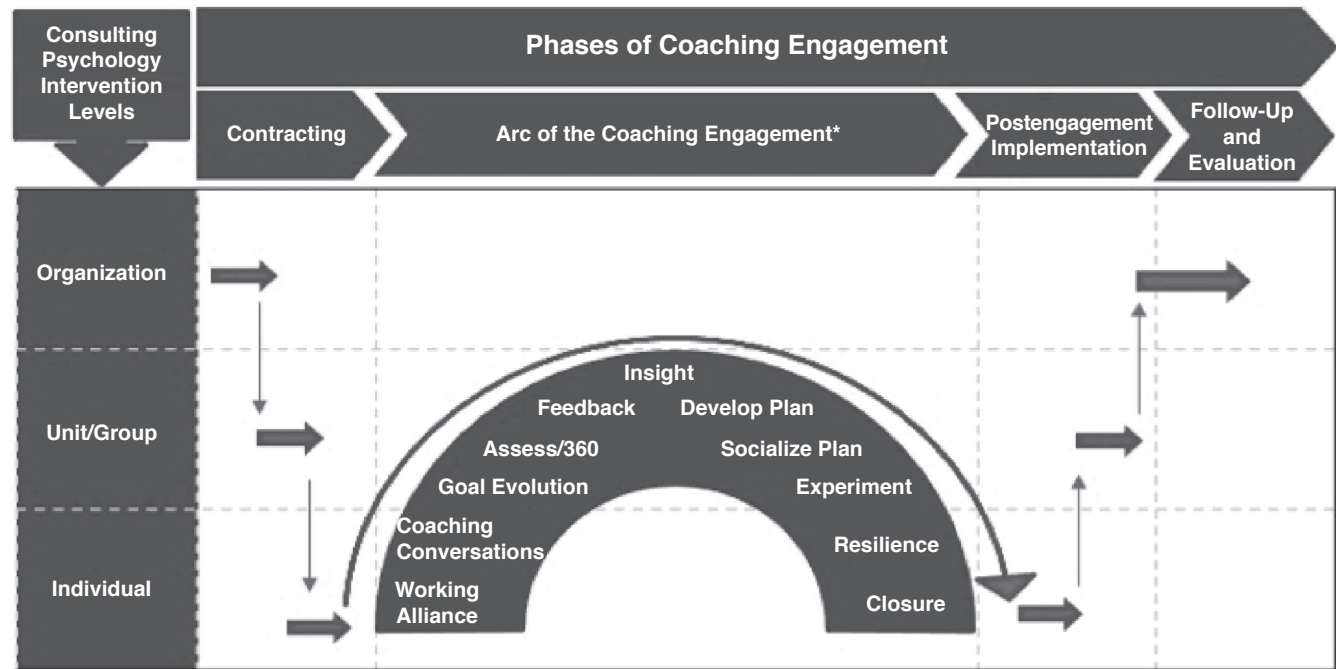 Consulting
Psychology
Intervention
Levels
Phases of Coaching Engagement
Contracting
Arc of the Coaching Engagement*
Postengagement
Implementation
Follow-Up
and
Evaluation
Organization
Unit/Group
Individual
Insight
Feedback
Develop Plan
Assess/360
Socialize Plan
Goal Evolution
Experiment
Coaching
Conversations
Resilience
Working
Alliance
Closure